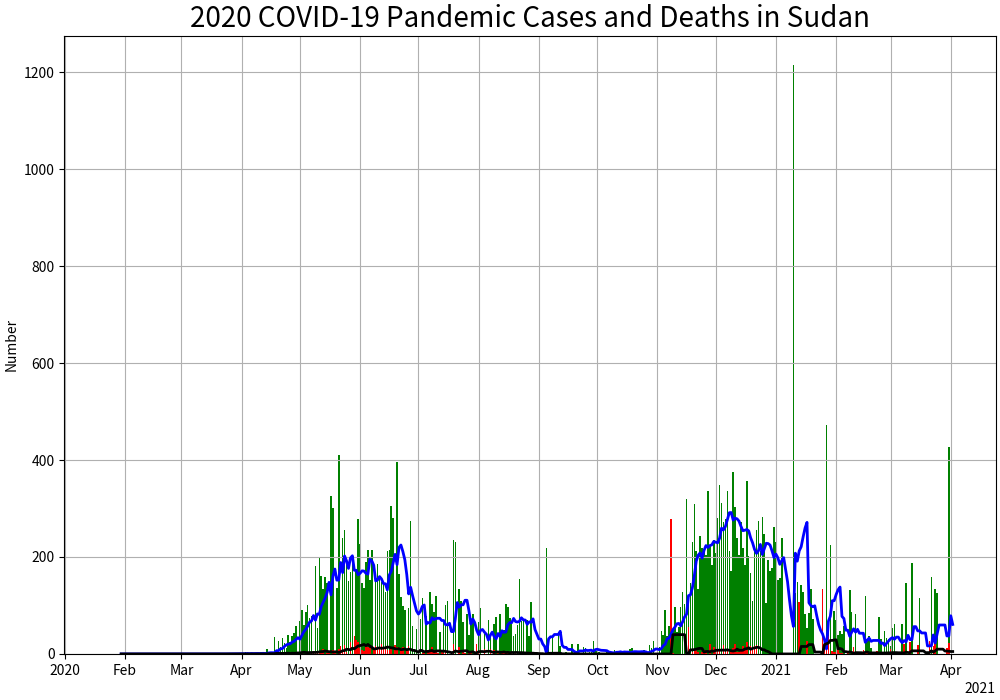 2020 COVID-19 Pandemic Cases and Deaths in Sudan
Number
1200
1000
800
600
400
200
0
2020 Feb Mar Apr May Jun Jul Aug Sep Oct Nov Dec 2021 Feb Mar Apr
2021